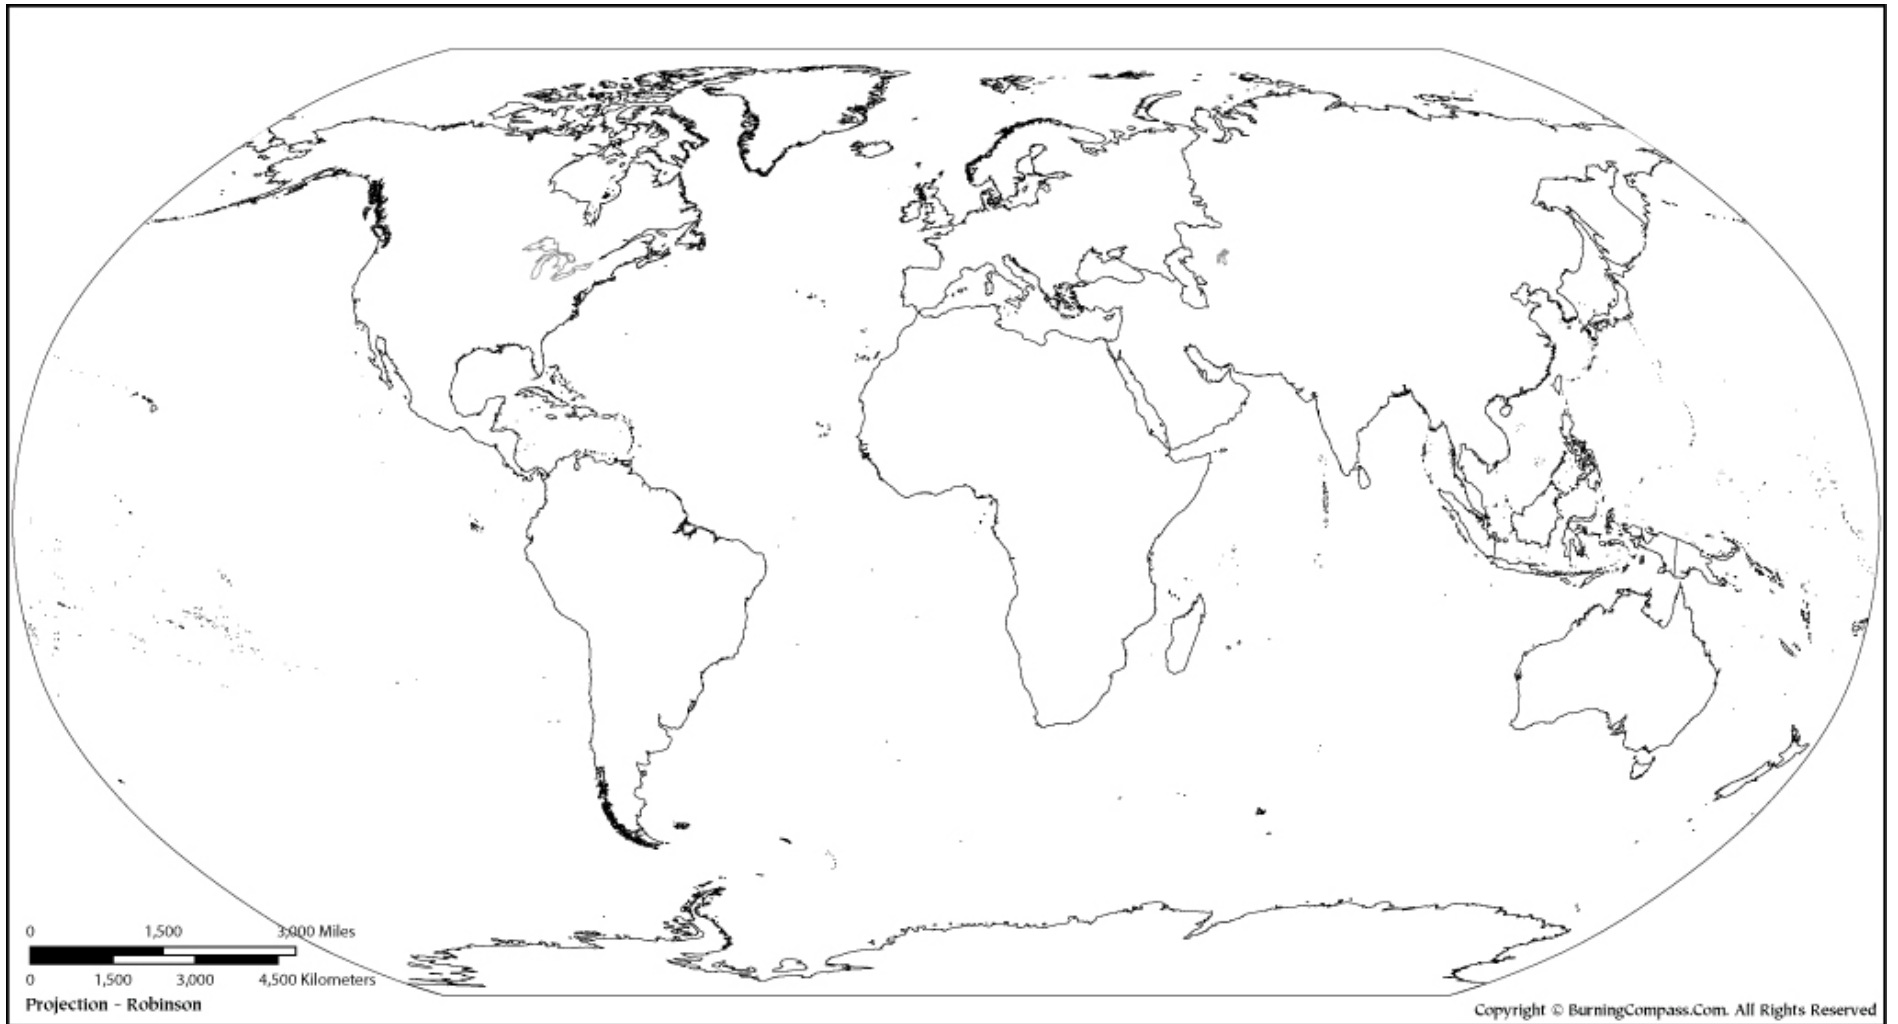 0 1,500 3,000 Miles
0 1,500 3,000 4,500 Kilometers
Projection - Robinson
Copyright © BurningCompass.Com. All Rights Reserved